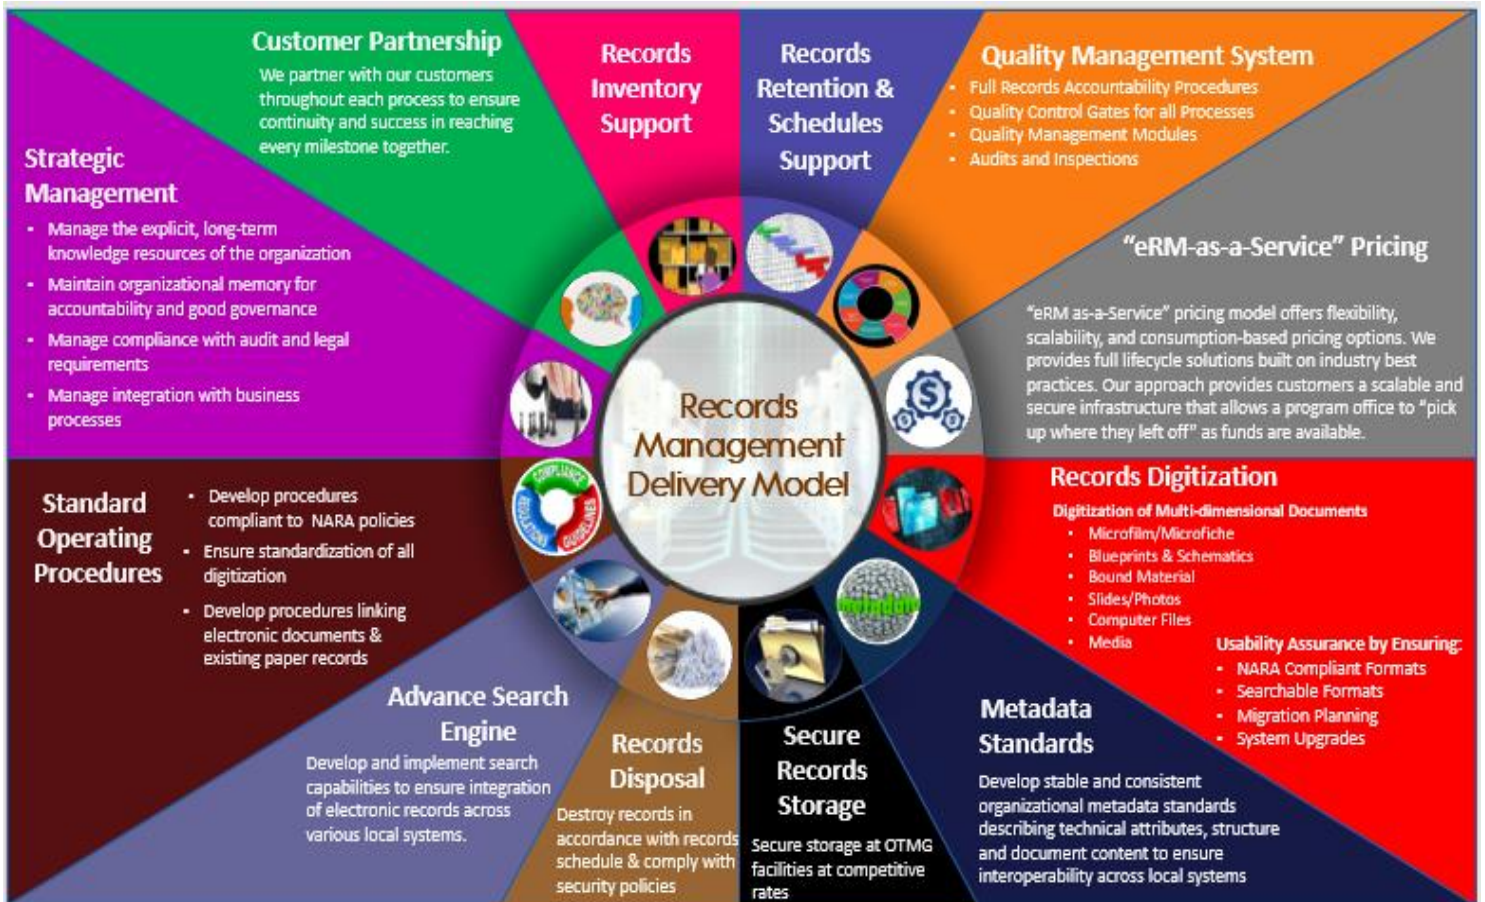 Customer Partnership
We partner with our customers
throughout each process to ensure
continuity and success in reaching
every milestone together.
Records
Inventory
Support
Records
Retention &
Schedules
Support
Quality Management System
• Full Records Accountability Procedures
• Quality Control Gates for all Processes
• Quality Management Modules
• Audits and Inspections
Strategic
Management
• Manage the explicit, long-term
knowledge resources of the organization
• Maintain organizational memory for
accountability and good governance
• Manage compliance with audit and legal
requirements
• Manage integration with business
processes
“eRM-as-a-Service” Pricing
“eRM as-a-Service” pricing model offers flexibility,
scalability, and consumption-based pricing options. We
provides full lifecycle solutions built on industry best
practices. Our approach provides customers a scalable and
secure infrastructure that allows a program office to “pick
up where they left off” as funds are available.
Records
Management
Delivery Model
COMPLIANCE
REGULATIONS
GUIDELINES
metadata
Standard
Operating
Procedures
• Develop procedures
compliant to NARA policies
• Ensure standardization of all
digitization
• Develop procedures linking
electronic documents &
existing paper records
Records Digitization
Digitization of Multi-dimensional Documents
• Microfilm/Microfiche
• Blueprints & Schematics
• Bound Material
• Slides/Photos
• Computer Files
• Media
Usability Assurance by Ensuring:
• NARA Compliant Formats
• Searchable Formats
• Migration Planning
• System Upgrades
Advance Search
Engine
Develop and implement search
capabilities to ensure integration
of electronic records across
various local systems.
Records
Disposal
Destroy records in
accordance with records
schedule & comply with
security policies
Secure
Records
Storage
Secure storage at OTMG
facilities at competitive
rates
Metadata
Standards
Develop stable and consistent
organizational metadata standards
describing technical attributes, structure
and document content to ensure
interoperability across local systems